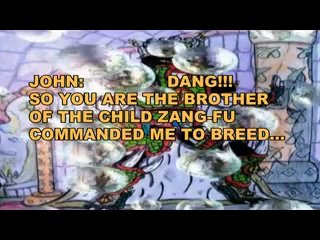 JOHN: DANG!!!
SO YOU ARE THE BROTHER
OF THE CHILD ZANG-FU
COMMANDED ME TO BREED...